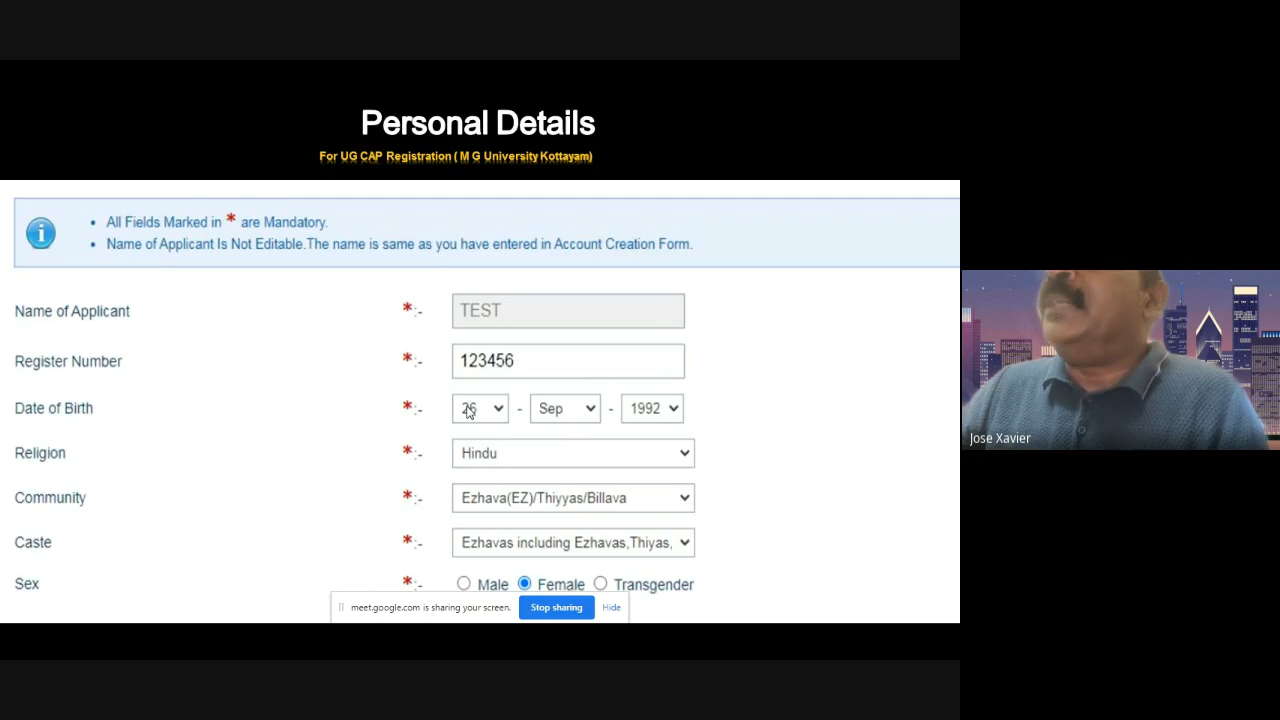 Personal Details
For UG CAP Registration ( M G University Kottayam)
All Fields Marked in * are Mandatory.
Name of Applicant Is Not Editable.The name is same as you have entered in Account Creation Form.
Name of Applicant *:- TEST
Register Number *:- 123456
Date of Birth *:- 26 - Sep - 1992
Religion *:- Hindu
Community *:- Ezhava(EZ)/Thiyyas/Billava
Caste *:- Ezhavas including Ezhavas,Thiyas,
Sex *:- Male Female Transgender
meet.google.com is sharing your screen. Stop sharing Hide
Jose Xavier